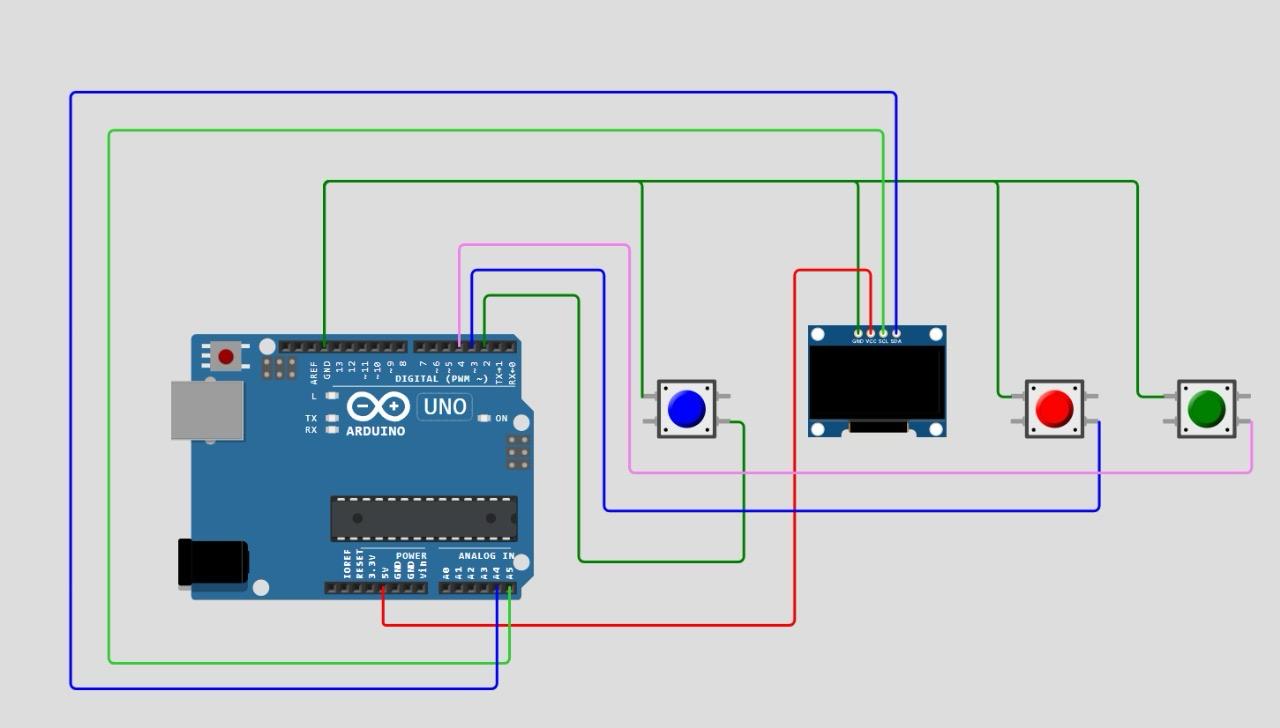 GND VCC SCL SDA
AREF
GND
13
12
~11
~10
~9
8
7
~6
~5
4
~3
2
TX→1
RX←0
DIGITAL (PWM ~)
L
TX
RX
UNO
ON
ARDUINO
IOREF
RESET
3.3V
5V
GND
GND
Vin
POWER
ANALOG IN
A0
A1
A2
A3
A4
A5